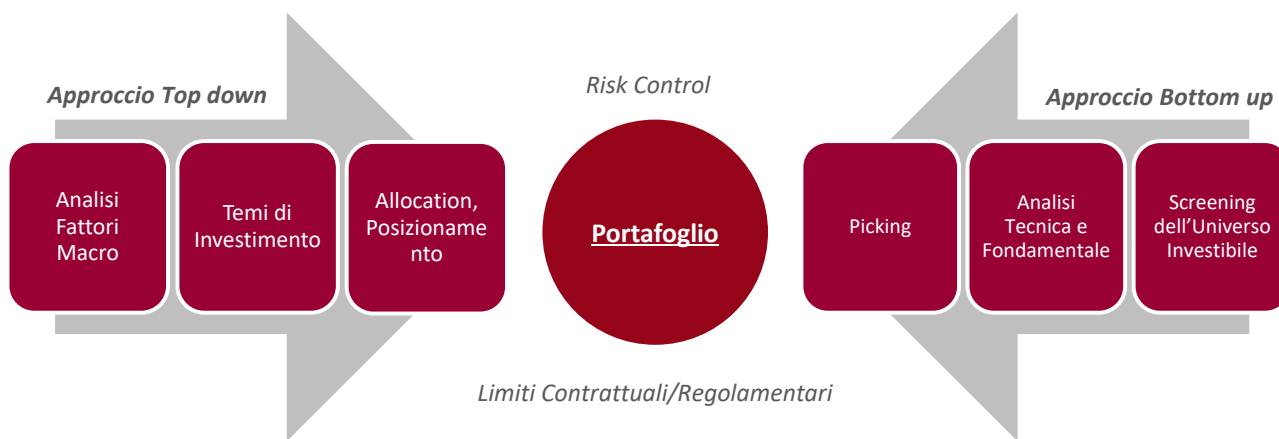 Approccio Top down
Analisi
Fattori
Macro
Temi di
Investimento
Allocation,
Posizioname
nto
Risk Control
Portafoglio
Limiti Contrattuali/Regolamentari
Approccio Bottom up
Picking
Analisi
Tecnica e
Fondamentale
Screening
dell’Universo
Investibile